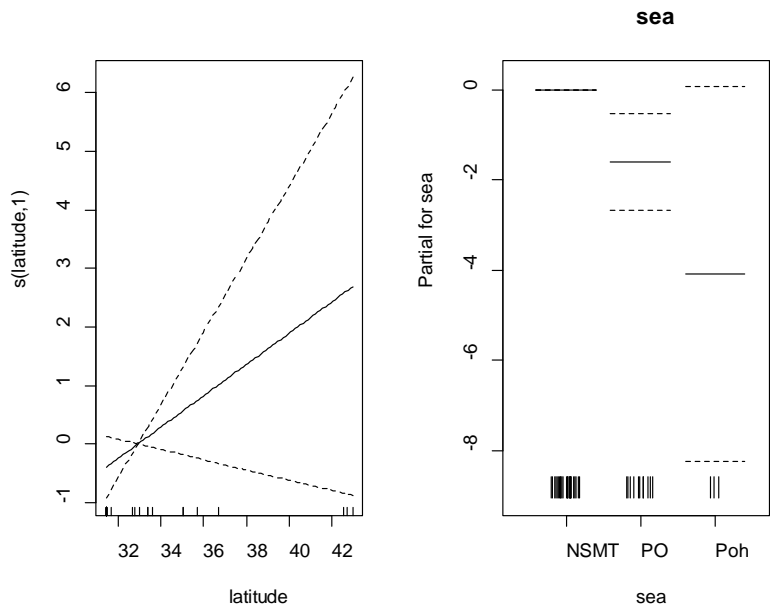 sea
s(latitude,1)
6
5
4
3
2
1
0
-1
32 34 36 38 40 42
latitude
Partial for sea
0
-2
-4
-6
-8
NSMT PO Poh
sea